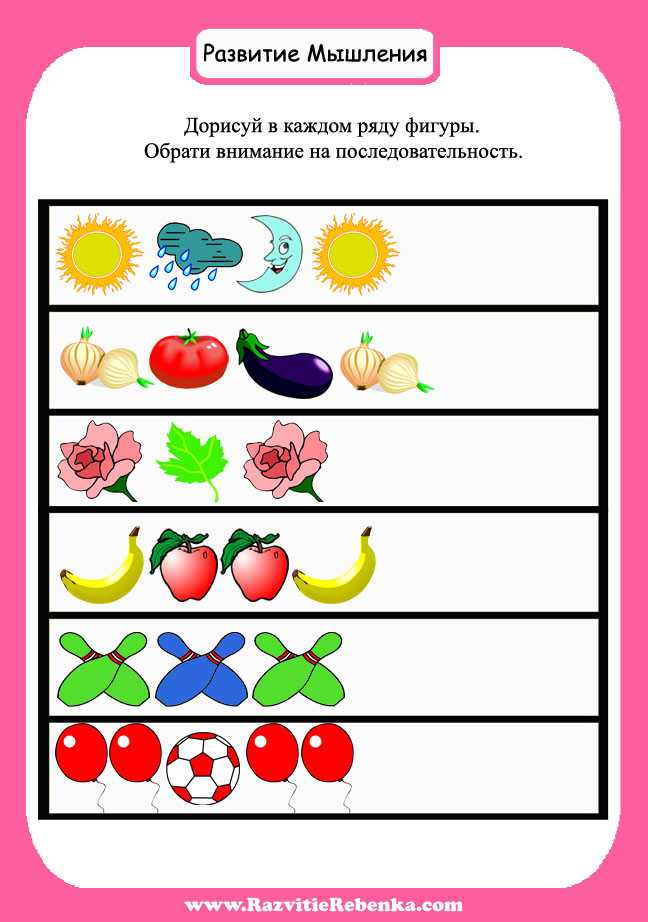 Развитие Мышления
Дорисуй в каждом ряду фигуры.
Обрати внимание на последовательность.
www.RazvitieRebenka.com